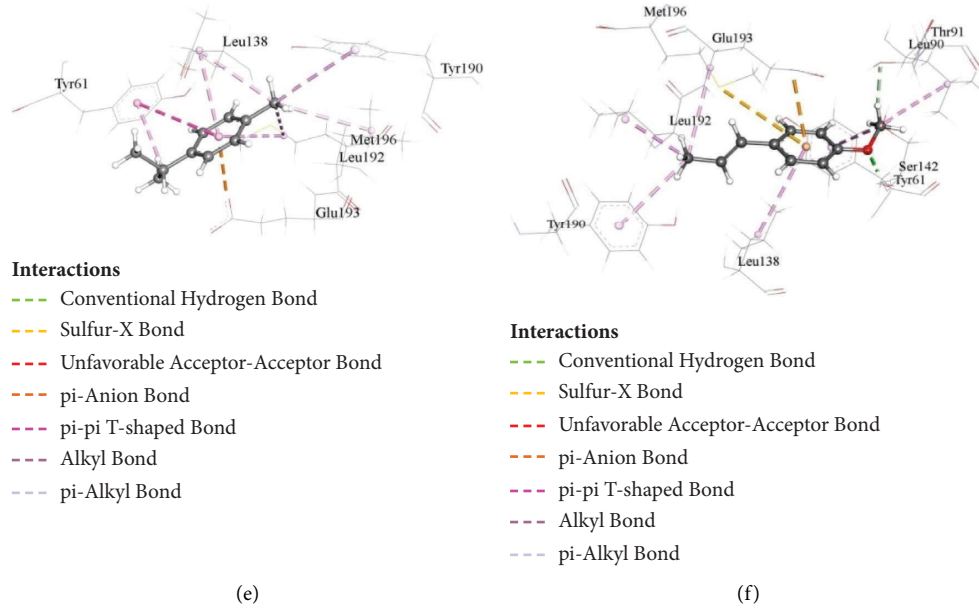 Leu138
Tyr61
Tyr190
Met196
Leu192
Glu193
Interactions
Conventional Hydrogen Bond
Sulfur-X Bond
Unfavorable Acceptor-Acceptor Bond
pi-Anion Bond
pi-pi T-shaped Bond
Alkyl Bond
pi-Alkyl Bond
(e)
Met196
Glu193
Thr91
Leu90
Leu192
Ser142
Tyr61
Tyr190
Leu138
Interactions
Conventional Hydrogen Bond
Sulfur-X Bond
Unfavorable Acceptor-Acceptor Bond
pi-Anion Bond
pi-pi T-shaped Bond
Alkyl Bond
pi-Alkyl Bond
(f)